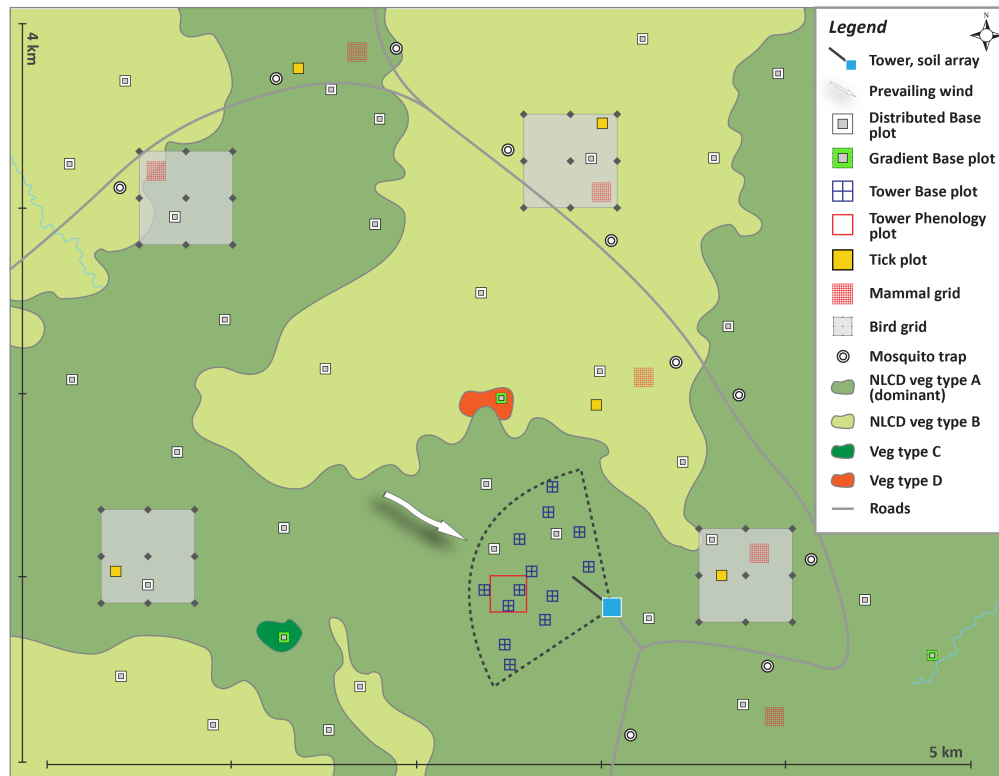 4 km
Legend
N
Tower, soil array
Prevailing wind
Distributed Base
plot
Gradient Base plot
Tower Base plot
Tower Phenology
plot
Tick plot
Mammal grid
Bird grid
Mosquito trap
NLCD veg type A
(dominant)
NLCD veg type B
Veg type C
Veg type D
Roads
5 km